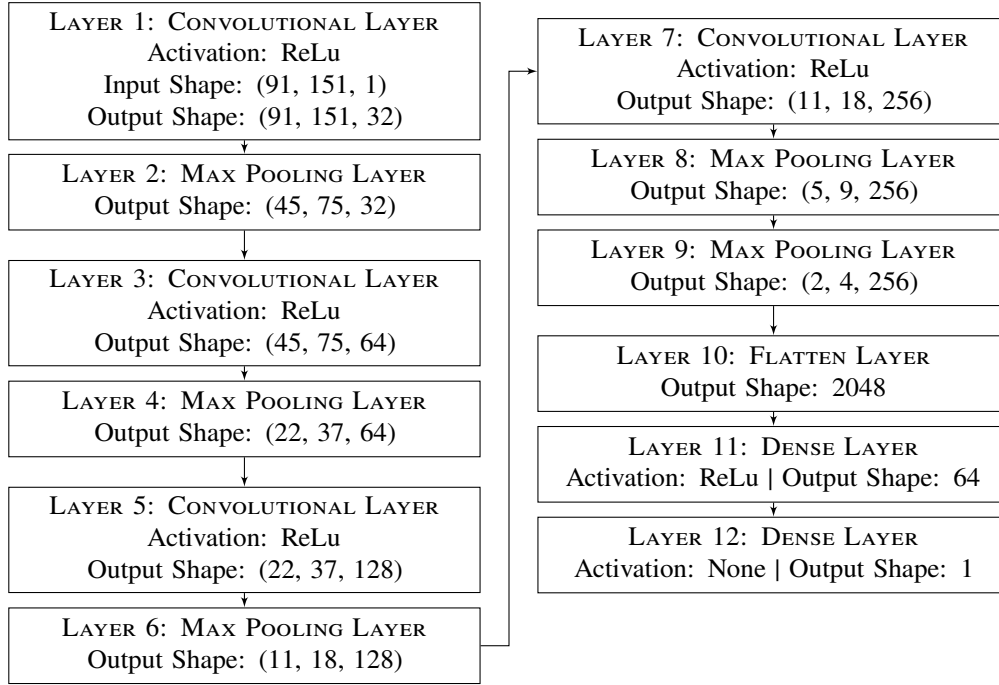 LAYER 1: CONVOLUTIONAL LAYER
Activation: ReLu
Input Shape: (91, 151, 1)
Output Shape: (91, 151, 32)
LAYER 2: MAX POOLING LAYER
Output Shape: (45, 75, 32)
LAYER 3: CONVOLUTIONAL LAYER
Activation: ReLu
Output Shape: (45, 75, 64)
LAYER 4: MAX POOLING LAYER
Output Shape: (22, 37, 64)
LAYER 5: CONVOLUTIONAL LAYER
Activation: ReLu
Output Shape: (22, 37, 128)
LAYER 6: MAX POOLING LAYER
Output Shape: (11, 18, 128)
LAYER 7: CONVOLUTIONAL LAYER
Activation: ReLu
Output Shape: (11, 18, 256)
LAYER 8: MAX POOLING LAYER
Output Shape: (5, 9, 256)
LAYER 9: MAX POOLING LAYER
Output Shape: (2, 4, 256)
LAYER 10: FLATTEN LAYER
Output Shape: 2048
LAYER 11: DENSE LAYER
Activation: ReLu | Output Shape: 64
LAYER 12: DENSE LAYER
Activation: None | Output Shape: 1